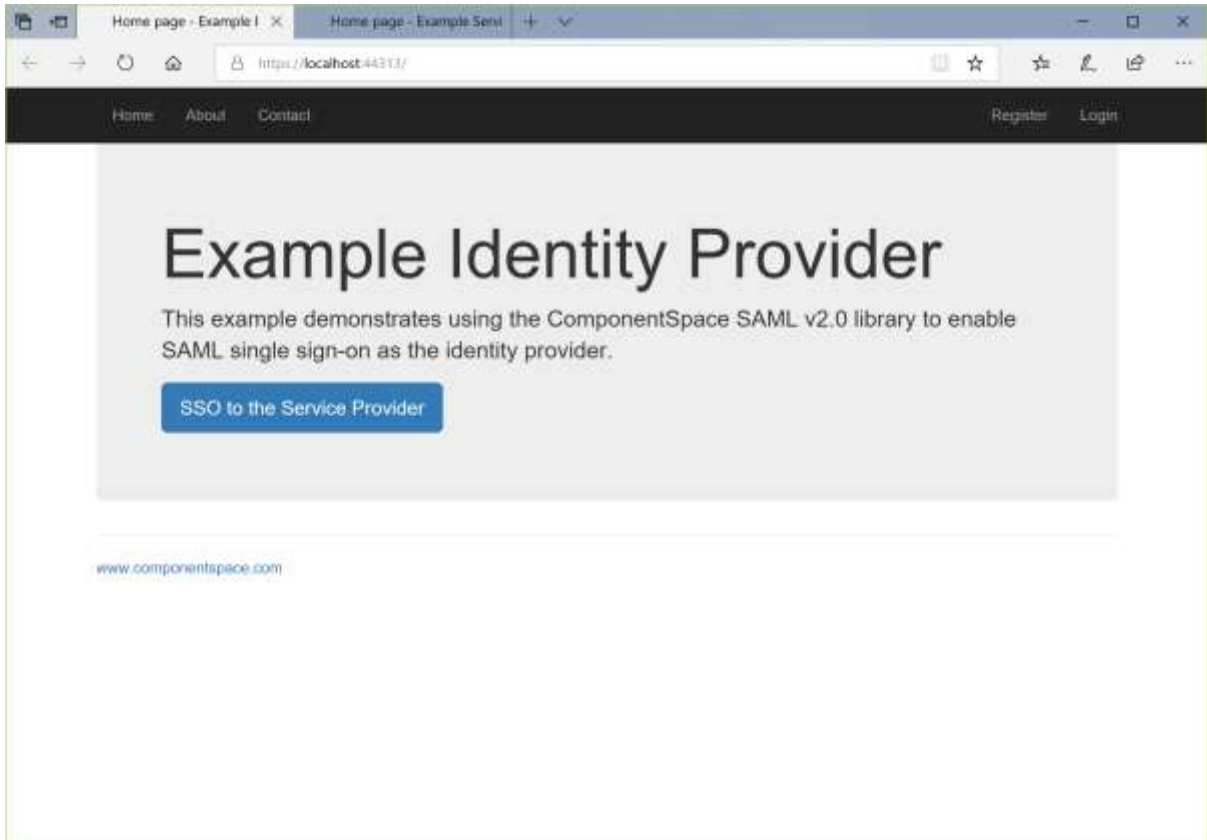 Home page - Example I
Home page - Example Servi
https://localhost:44313/
Home About Contact Register Login
Example Identity Provider
This example demonstrates using the ComponentSpace SAML v2.0 library to enable
SAML single sign-on as the identity provider.
SSO to the Service Provider
www.componentspace.com